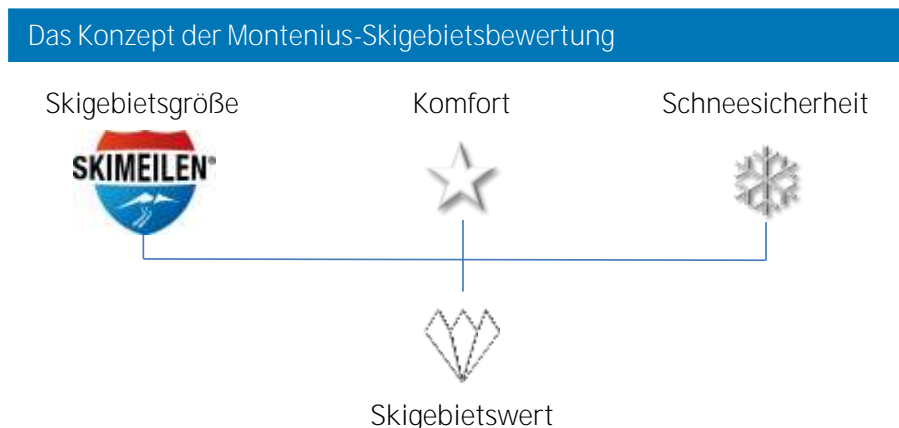 Das Konzept der Montenius-Skigebietsbewertung
Skigebietsgröße Komfort Schneesicherheit
SKIMEILEN®
Skigebietswert